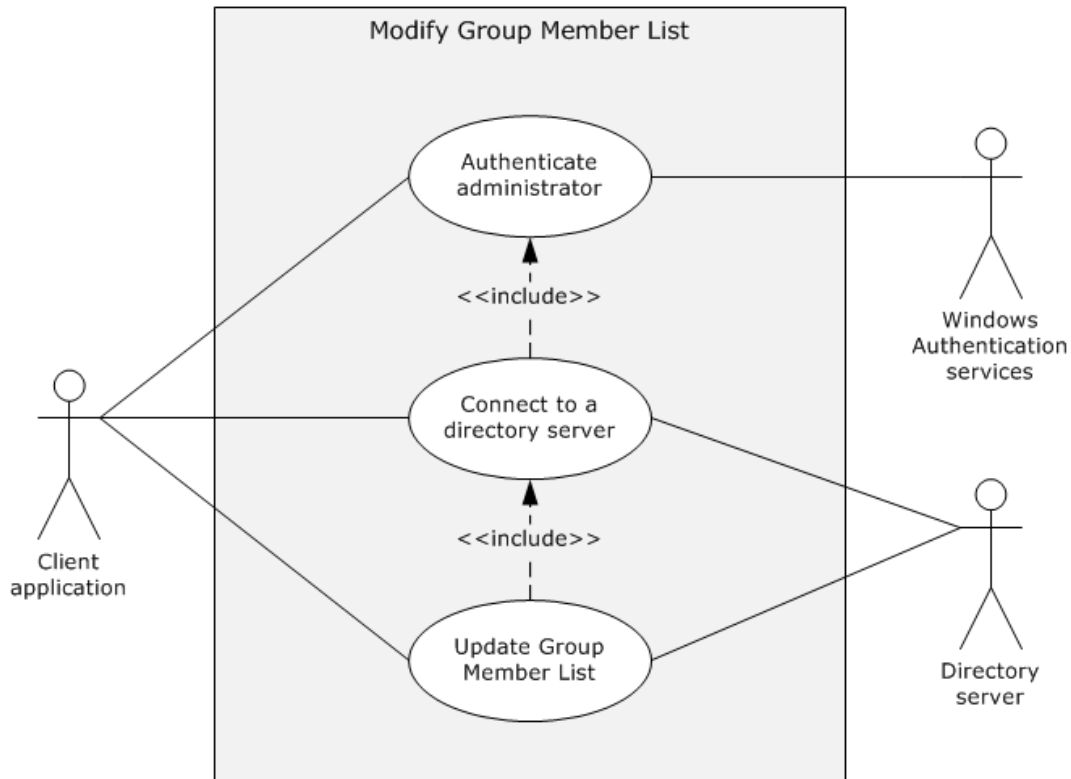 Modify Group Member List
Authenticate
administrator
<<include>>
Windows
Authentication
services
Connect to a
directory server
Client
application
<<include>>
Update Group
Member List
Directory
server